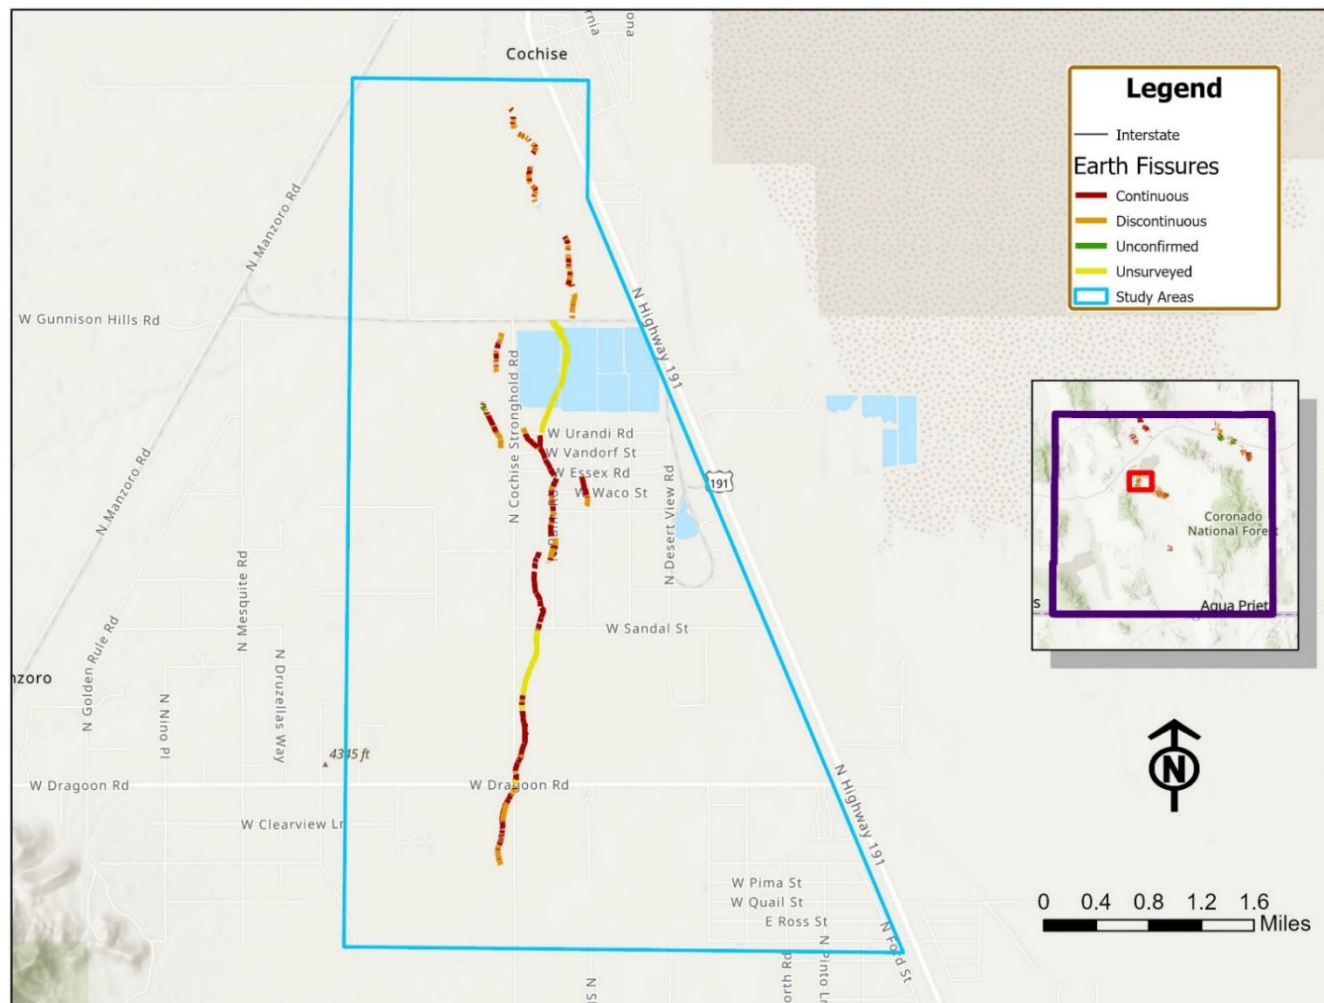 Cochise
Legend
Interstate
Earth Fissures
Continuous
Discontinuous
Unconfirmed
Unsurveyed
Study Areas
N Manzoro Rd
W Gunnison Hills Rd
N Highway 191
N Cochise Stronghold Rd
W Urandi Rd
W Vandorf St
W Essex Rd
W Waco St
191
N Manzoro Rd
N Desert View Rd
Coronado
National Forest
N Mesquite Rd
Agua Priet
s
W Sandal St
N Golden Rule Rd
nzoro
N Druzellas Way
N Nino Pl
4345 ft
W Dragoon Rd
W Dragoon Rd
N
N Highway 191
W Clearview Ln
W Pima St
W Quail St
E Ross St
0 0.4 0.8 1.2 1.6
Miles
N Ford St
N Pinto Ln
orth Rd